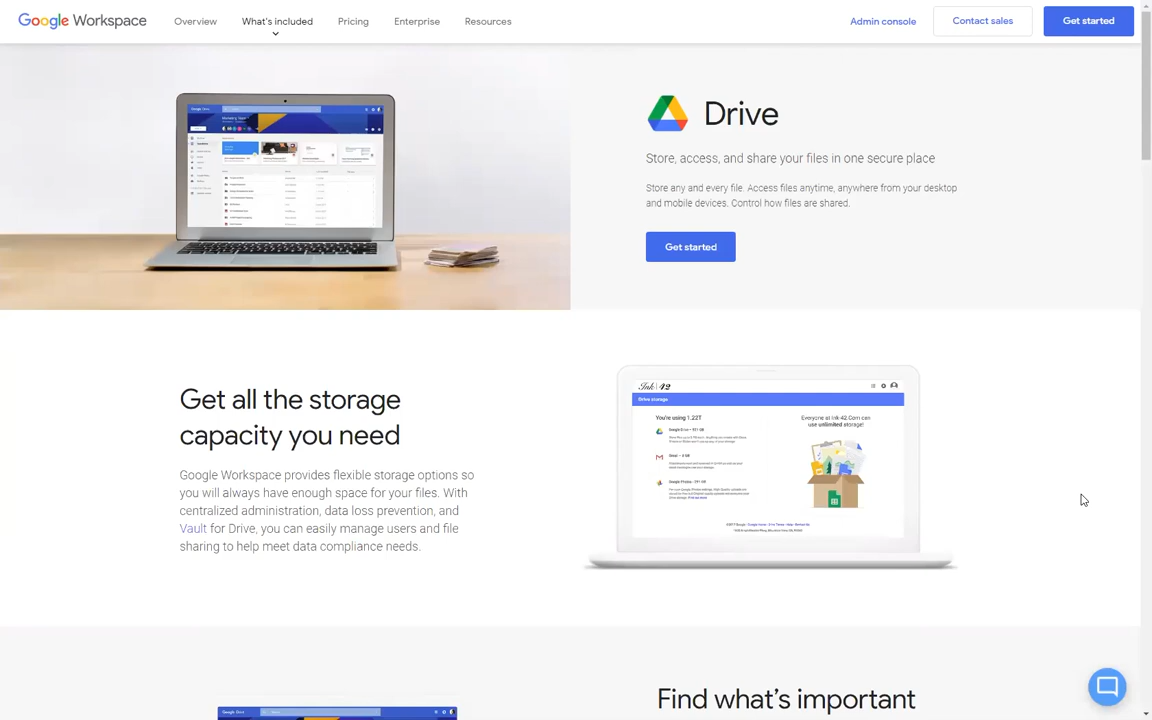 Google Workspace
Overview
What's included
Pricing
Enterprise
Resources
Admin console
Contact sales
Get started
Drive
Store, access, and share your files in one secure place
Store any and every file. Access files anytime, anywhere from your desktop
and mobile devices. Control how files are shared.
Get started
Get all the storage
capacity you need
Google Workspace provides flexible storage options so
you will always have enough space for your files. With
centralized administration, data loss prevention, and
Vault for Drive, you can easily manage users and file
sharing to help meet data compliance needs.
Ink 42
Drive storage
You're using 1.22T
Everyone at Ink-42.Com can
use unlimited storage!
Find what's important